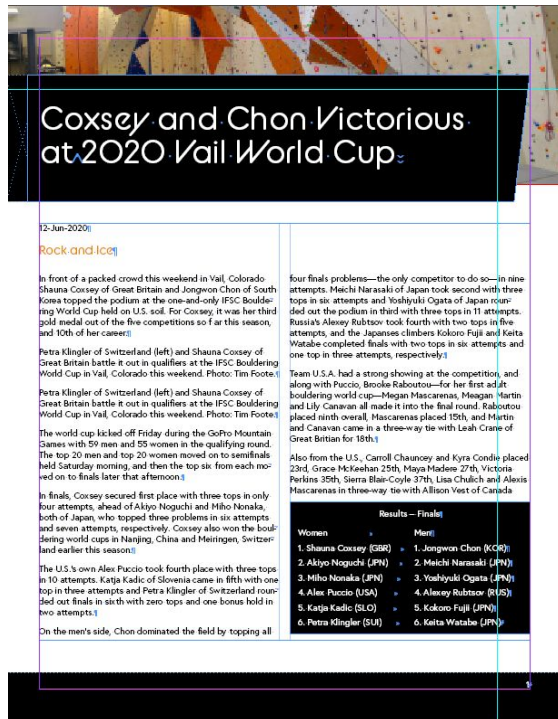 Coxsey and Chon Victorious
at 2020 Vail World Cup
12-Jun-2020
Rock and Ice
In front of a packed crowd this weekend in Vail, Colorado
Shauna Coxsey of Great Britain and Jongwon Chon of South
Korea topped the podium at the one-and-only IFSC Boulde-
ring World Cup held on U.S. soil. For Coxsey, it was her third
gold medal out of the five competitions so far this season,
and 10th of her career.
Petra Klingler of Switzerland (left) and Shauna Coxsey of
Great Britain battle it out in qualifiers at the IFSC Bouldering
World Cup in Vail, Colorado this weekend. Photo: Tim Foote.
Petra Klingler of Switzerland (left) and Shauna Coxsey of
Great Britain battle it out in qualifiers at the IFSC Bouldering
World Cup in Vail, Colorado this weekend. Photo: Tim Foote.
The world cup kicked off Friday during the GoPro Mountain
Games with 59 men and 55 women in the qualifying round.
The top 20 men and top 20 women moved on to semifinals
held Saturday morning, and then the top six from each mo-
ved on to finals later that afternoon.
In finals, Coxsey secured first place with three tops in only
four attempts, ahead of Akiyo Noguchi and Miho Nonaka,
both of Japan, who topped three problems in six attempts
and seven attempts, respectively. Coxsey also won the boul-
dering world cups in Nanjing, China and Meiringen, Switzer-
land earlier this season.
The U.S.'s own Alex Puccio took fourth place with three tops
in 10 attempts. Katja Kadic of Slovenia came in fifth with one
top in three attempts and Petra Klingler of Switzerland roun-
ded out finals in sixth with zero tops and one bonus hold in
two attempts.
On the men's side, Chon dominated the field by topping all
four finals problems—the only competitor to do so—in nine
attempts. Meichi Narasaki of Japan took second with three
tops in six attempts and Yoshiyuki Ogata of Japan roun-
ded out the podium in third with three tops in 11 attempts.
Russia's Alexey Rubtsov took fourth with two tops in five
attempts, and the Japanses climbers Kokoro Fujii and Keita
Watabe completed finals with two tops in six attempts and
one top in three attempts, respectively.
Team U.S.A. had a strong showing at the competition, and
along with Puccio, Brooke Raboutou—for her first adult
bouldering world cup—Megan Mascarenas, Meagan Martin
and Lily Canavan all made it into the final round. Raboutou
placed ninth overall, Mascarenas placed 15th, and Martin
and Canavan came in a three-way tie with Leah Crane of
Great Britian for 18th.
Also from the U.S., Carroll Chauncey and Kyra Condie placed
23rd, Grace McKeehan 25th, Maya Madere 27th, Victoria
Perkins 35th, Sierra Blair-Coyle 37th, Lisa Chulich and Alexis
Mascarenas in three-way tie with Allison Vest of Canada
Results — Finals
Women Men
1. Shauna Coxsey (GBR) 1. Jongwon Chon (KOR)
2. Akiyo Noguchi (JPN) 2. Meichi Narasaki (JPN)
3. Miho Nonaka (JPN) 3. Yoshiyuki Ogata (JPN)
4. Alex Puccio (USA) 4. Alexey Rubtsov (RUS)
5. Katja Kadic (SLO) 5. Kokoro Fujii (JPN)
6. Petra Klingler (SUI) 6. Keita Watabe (JPN)
1